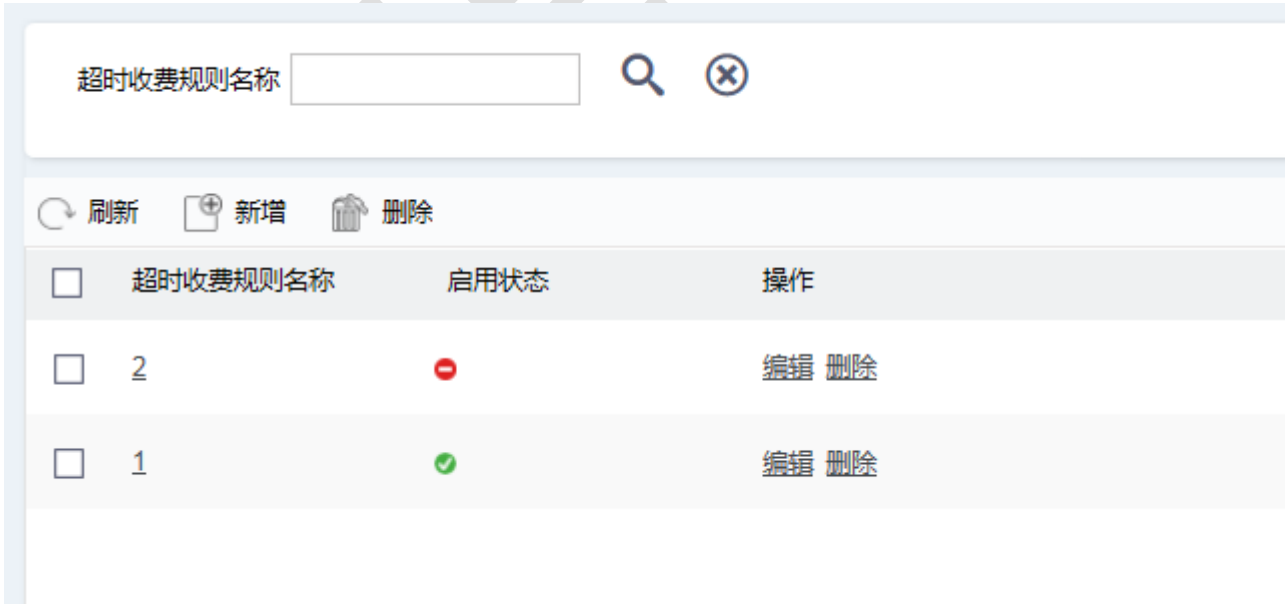 超时收费规则名称
刷新 新增 删除
超时收费规则名称 启用状态 操作
2 编辑 删除
1 编辑 删除